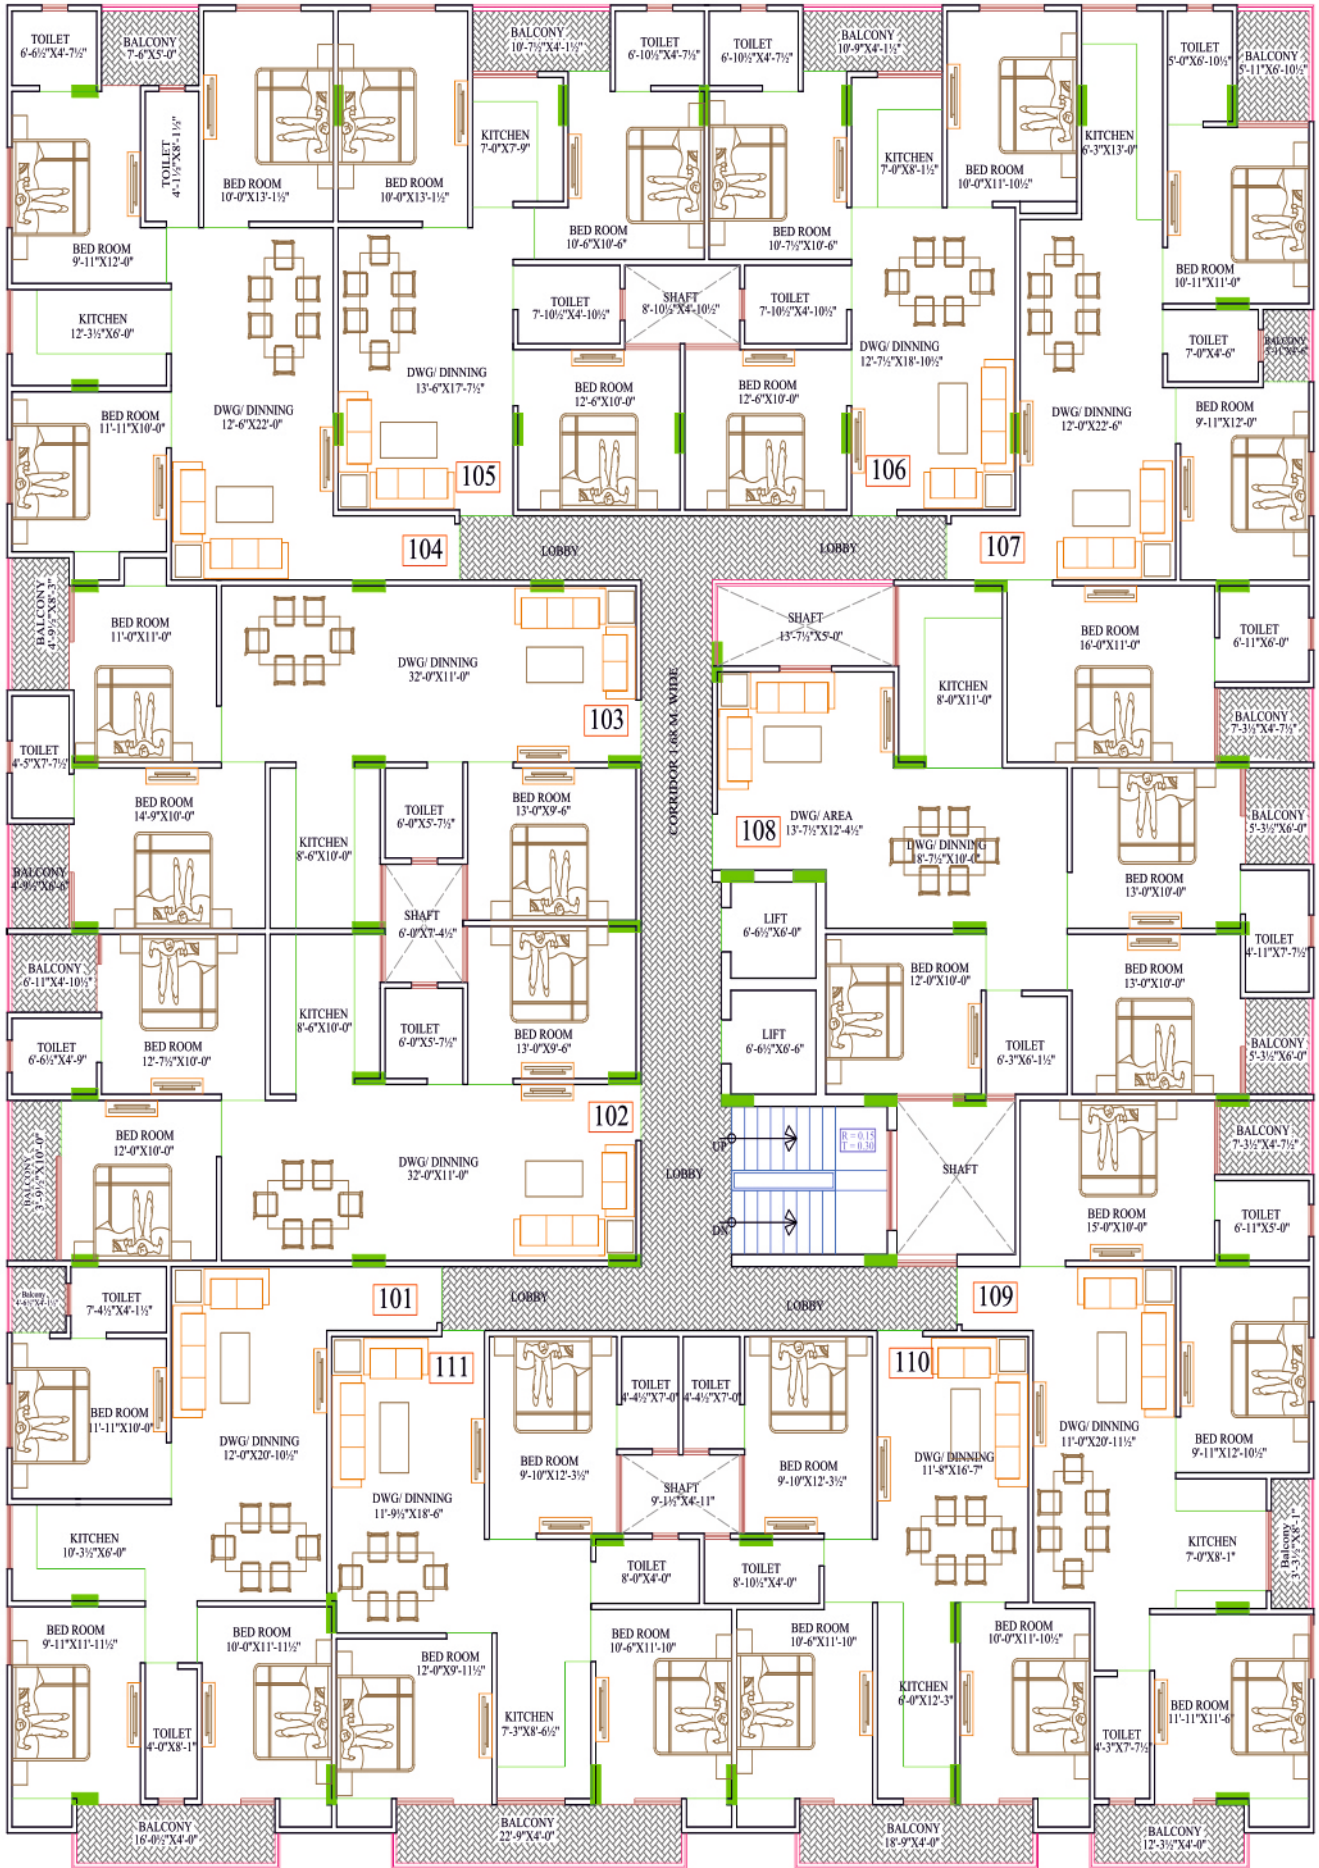 TOILET
6'-6½"X4'-7½"
BALCONY
7'-6"X5'-0"
TOILET
4'-1½"X8'-1½"
BED ROOM
10'-0"X13'-1½"
BED ROOM
9'-11"X12'-0"
KITCHEN
12'-3½"X6'-0"
BED ROOM
11'-11"X10'-0"
DWG/ DINNING
12'-6"X22'-0"
104
BED ROOM
10'-0"X13'-1½"
BALCONY
10'-7½"X4'-1½"
KITCHEN
7'-0"X7'-9"
TOILET
6'-10½"X4'-7½"
BED ROOM
10'-6"X10'-6"
TOILET
7'-10½"X4'-10½"
SHAFT
8'-10½"X4'-10½"
DWG/ DINNING
13'-6"X17'-7½"
BED ROOM
12'-6"X10'-0"
105
TOILET
6'-10½"X4'-7½"
BALCONY
10'-9"X4'-1½"
KITCHEN
7'-0"X8'-1½"
BED ROOM
10'-0"X11'-10½"
BED ROOM
10'-7½"X10'-6"
TOILET
7'-10½"X4'-10½"
DWG/ DINNING
12'-7½"X18'-10½"
BED ROOM
12'-6"X10'-0"
106
KITCHEN
6'-3"X13'-0"
TOILET
5'-0"X6'-10½"
BALCONY
5'-11"X6'-10½"
BED ROOM
10'-11"X11'-0"
TOILET
7'-0"X4'-6"
BALCONY
BED ROOM
9'-11"X12'-0"
DWG/ DINNING
12'-0"X22'-6"
107
LOBBY
LOBBY
BALCONY
4'-9½"X8'-3"
BED ROOM
11'-0"X11'-0"
DWG/ DINNING
32'-0"X11'-0"
103
TOILET
4'-5"X7'-7½"
BED ROOM
14'-9"X10'-0"
KITCHEN
8'-6"X10'-0"
TOILET
6'-0"X5'-7½"
BED ROOM
13'-0"X9'-6"
BALCONY
4'-9½"X6'-6"
SHAFT
6'-0"X7'-4½"
CORRIDOR 1.68 M. WIDE
SHAFT
13'-7½"X5'-0"
KITCHEN
8'-0"X11'-0"
BED ROOM
16'-0"X11'-0"
TOILET
6'-11"X6'-0"
BALCONY
7'-3½"X4'-7½"
108
DWG/ AREA
13'-7½"X12'-4½"
DWG/ DINNING
18'-7½"X10'-0"
BED ROOM
13'-0"X10'-0"
BALCONY
5'-3½"X6'-0"
LIFT
6'-6½"X6'-0"
BED ROOM
12'-0"X10'-0"
BED ROOM
13'-0"X10'-0"
TOILET
4'-11"X7'-7½"
LIFT
6'-6½"X6'-6"
TOILET
6'-3"X6'-1½"
BALCONY
5'-3½"X6'-0"
BALCONY
6'-11"X4'-10½"
TOILET
6'-6½"X4'-9"
BED ROOM
12'-7½"X10'-0"
KITCHEN
8'-6"X10'-0"
TOILET
6'-0"X5'-7½"
BED ROOM
13'-0"X9'-6"
102
BALCONY
3'-9½"X10'-0"
BED ROOM
12'-0"X10'-0"
DWG/ DINNING
32'-0"X11'-0"
LOBBY
UP
DN
R = 0.15
T = 0.30
SHAFT
BED ROOM
15'-0"X10'-0"
BALCONY
7'-3½"X4'-7½"
TOILET
6'-11"X5'-0"
LOBBY
LOBBY
Balcony
TOILET
7'-4½"X4'-1½"
101
BED ROOM
11'-11"X10'-0"
DWG/ DINNING
12'-0"X20'-10½"
KITCHEN
10'-3½"X6'-0"
BED ROOM
9'-11"X11'-11½"
BED ROOM
10'-0"X11'-11½"
TOILET
4'-0"X8'-1"
BALCONY
16'-0½"X4'-0"
111
DWG/ DINNING
11'-9½"X18'-6"
BED ROOM
9'-10"X12'-3½"
TOILET
4'-4½"X7'-0"
SHAFT
9'-1½"X4'-11"
TOILET
8'-0"X4'-0"
BED ROOM
12'-0"X9'-11½"
KITCHEN
7'-3"X8'-6½"
BED ROOM
10'-6"X11'-10"
BALCONY
22'-9"X4'-0"
110
TOILET
4'-4½"X7'-0"
BED ROOM
9'-10"X12'-3½"
DWG/ DINNING
11'-8"X16'-7"
TOILET
8'-10½"X4'-0"
BED ROOM
10'-6"X11'-10"
KITCHEN
6'-0"X12'-3"
BED ROOM
10'-0"X11'-10½"
BALCONY
18'-9"X4'-0"
109
DWG/ DINNING
11'-0"X20'-11½"
BED ROOM
9'-11"X12'-10½"
KITCHEN
7'-0"X8'-1"
Balcony
3'-3½"X8'-1"
BED ROOM
11'-11"X11'-6"
TOILET
4'-3"X7'-7½"
BALCONY
12'-3½"X4'-0"